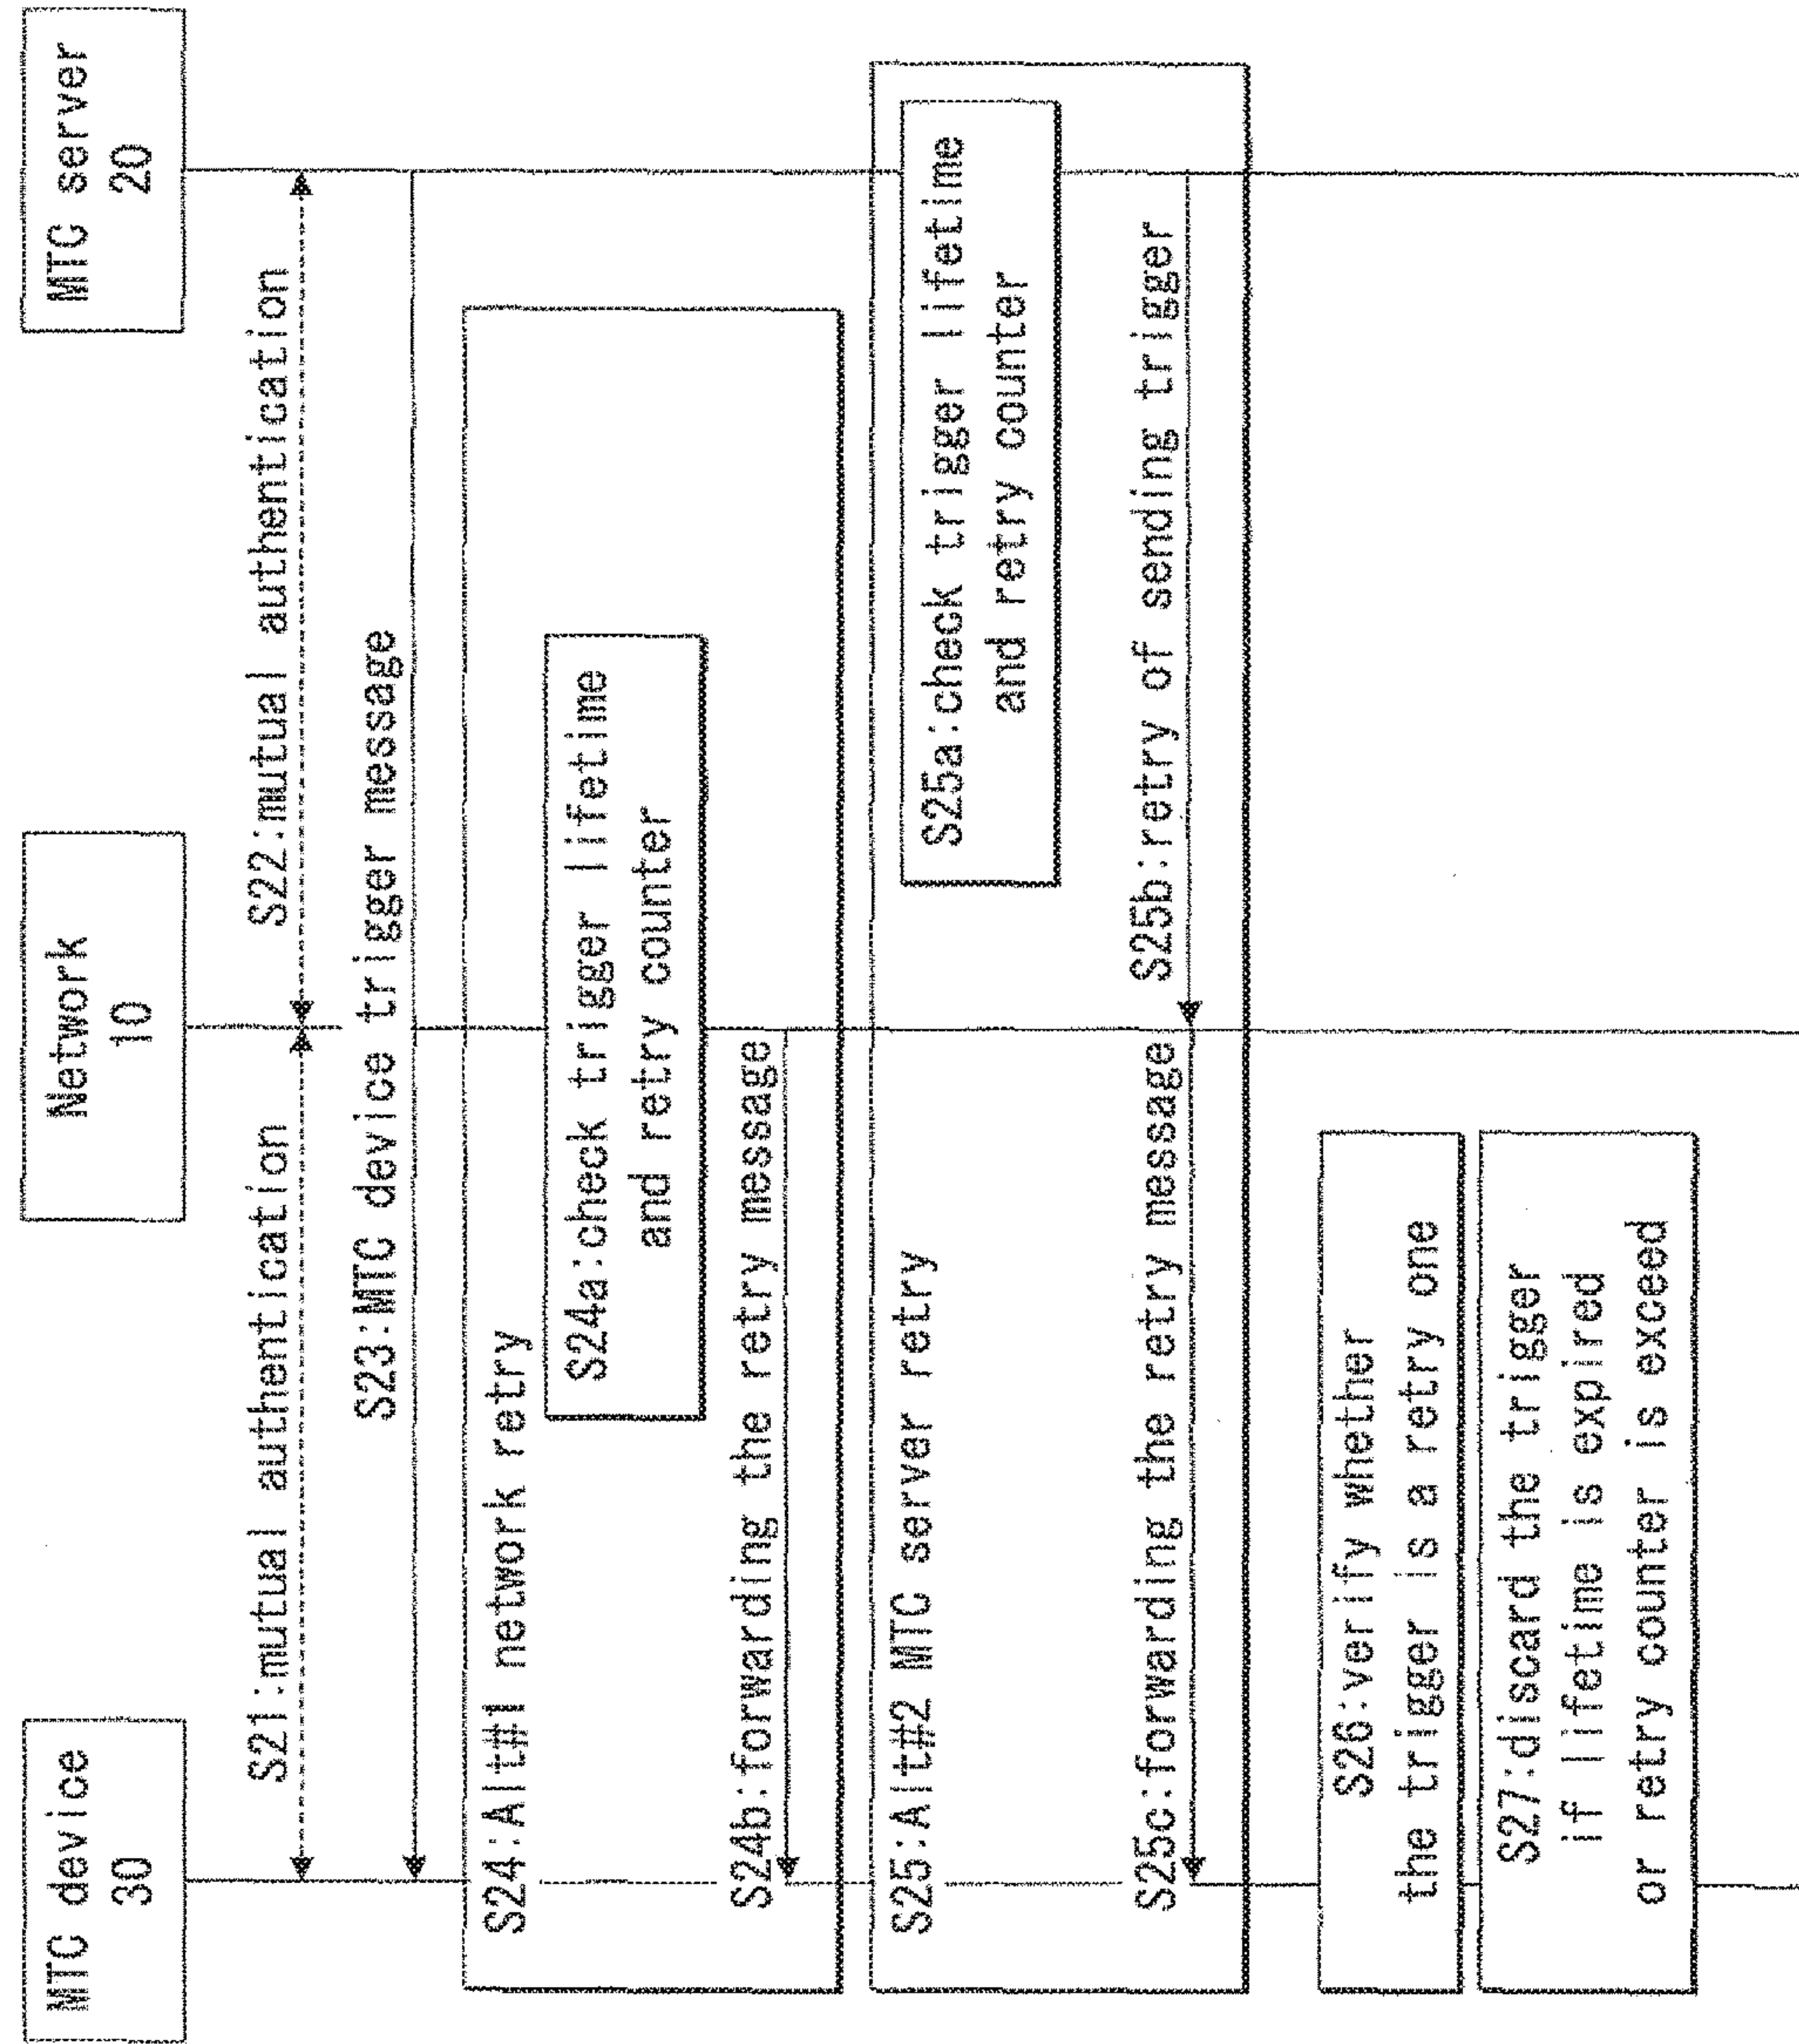 MTC device
30
Network
10
MTC server
20
S21:mutual authentication
S22:mutual authentication
S23:MTC device trigger message
S24:Alt#1 network retry
S24a:check trigger lifetime
and retry counter
S24b:forwarding the retry message
S25:Alt#2 MTC server retry
S25a:check trigger lifetime
and retry counter
S25b:retry of sending trigger
S25c:forwarding the retry message
S26:verify whether
the trigger is a retry one
S27:discard the trigger
if lifetime is expired
or retry counter is exceed